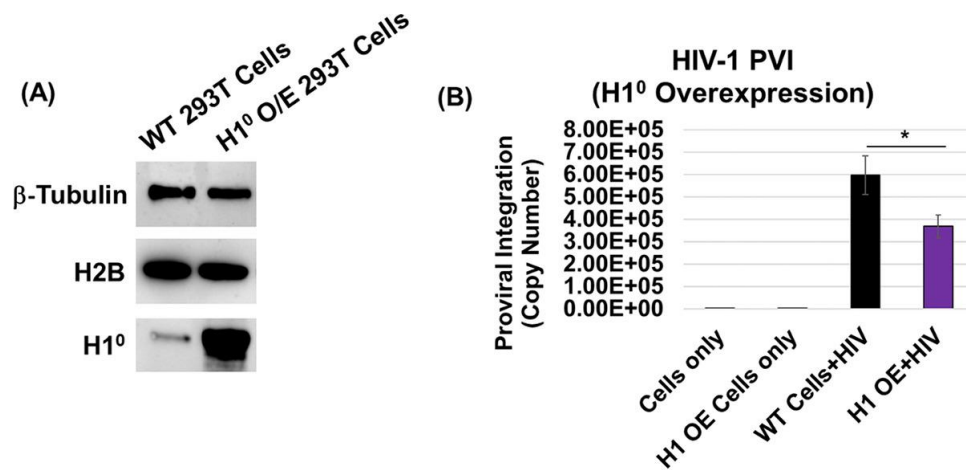 (A)
WT 293T Cells
H1⁰ O/E 293T Cells
β-Tubulin
H2B
H1⁰
(B)
HIV-1 PVI
(H1⁰ Overexpression)
Proviral Integration
(Copy Number)
8.00E+05
7.00E+05
6.00E+05
5.00E+05
4.00E+05
3.00E+05
2.00E+05
1.00E+05
0.00E+00
*
Cells only
H1 OE Cells only
WT Cells+HIV
H1 OE+HIV